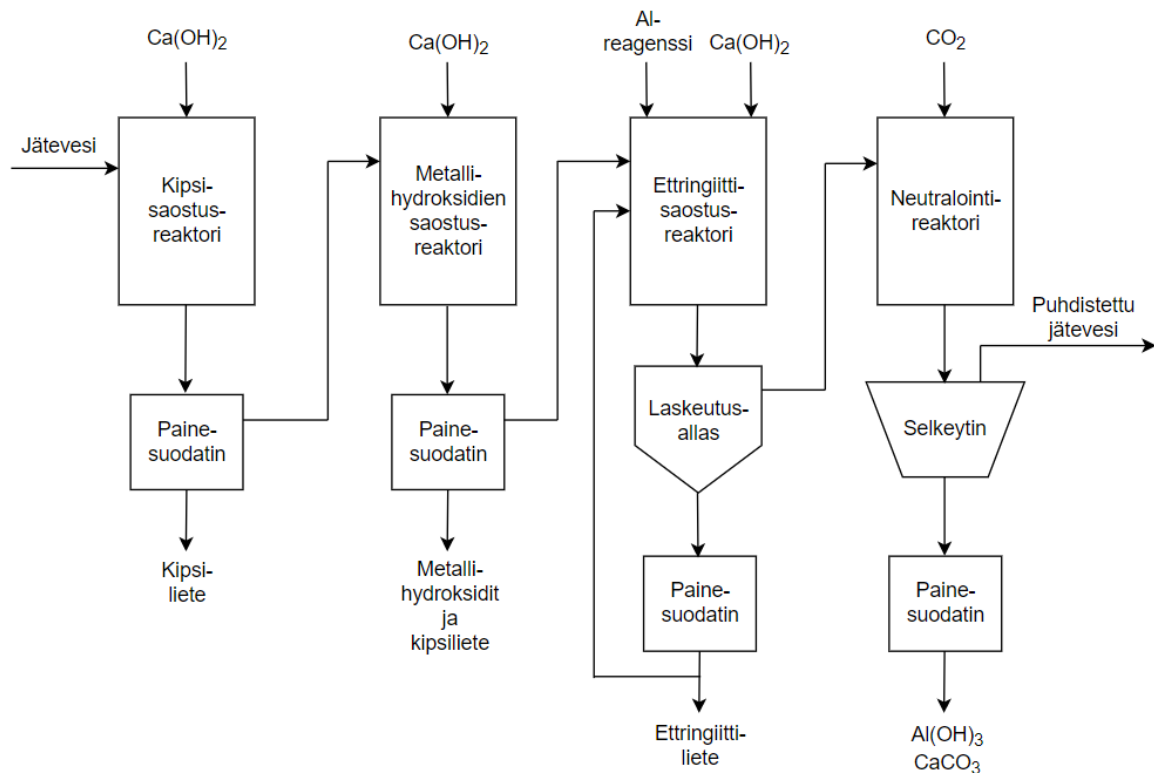 Ca(OH)₂
Ca(OH)₂
Al-
reagenssi
Ca(OH)₂
CO₂
Jätevesi
Kipsi-
saostus-
reaktori
Metalli-
hydroksidien
saostus-
reaktori
Ettringiitti-
saostus-
reaktori
Neutralointi-
reaktori
Puhdistettu
jätevesi
Paine-
suodatin
Paine-
suodatin
Laskeutus-
allas
Selkeytin
Kipsi-
liete
Metalli-
hydroksidit
ja
kipsiliete
Paine-
suodatin
Paine-
suodatin
Ettringiitti-
liete
Al(OH)₃
CaCO₃